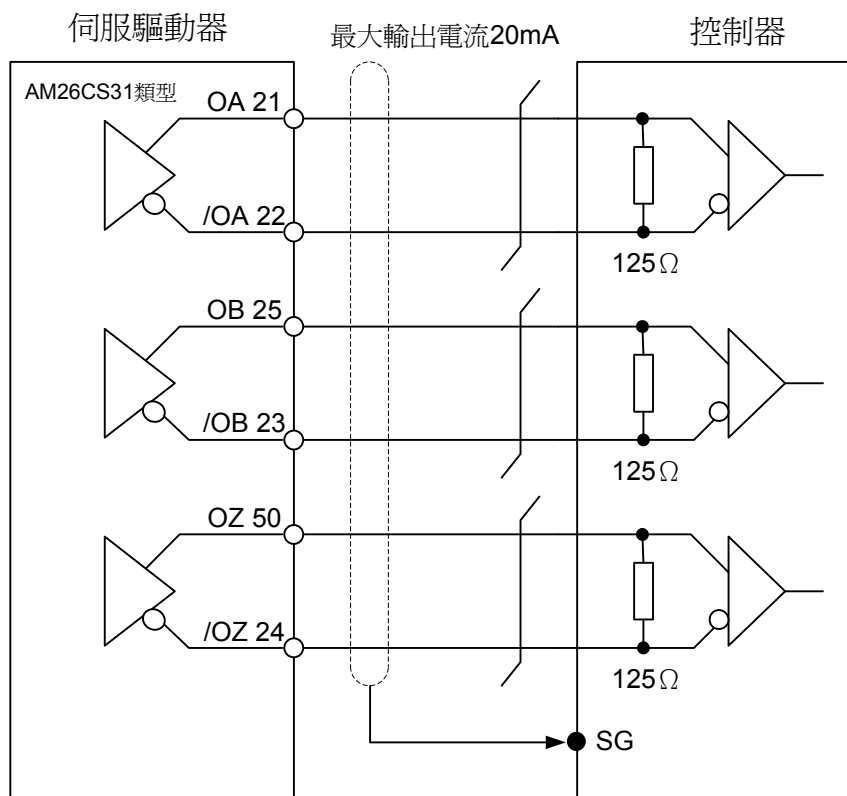 伺服驅動器
最大輸出電流20mA
控制器
AM26CS31類型
OA 21
/OA 22
125Ω
OB 25
/OB 23
125Ω
OZ 50
/OZ 24
125Ω
SG